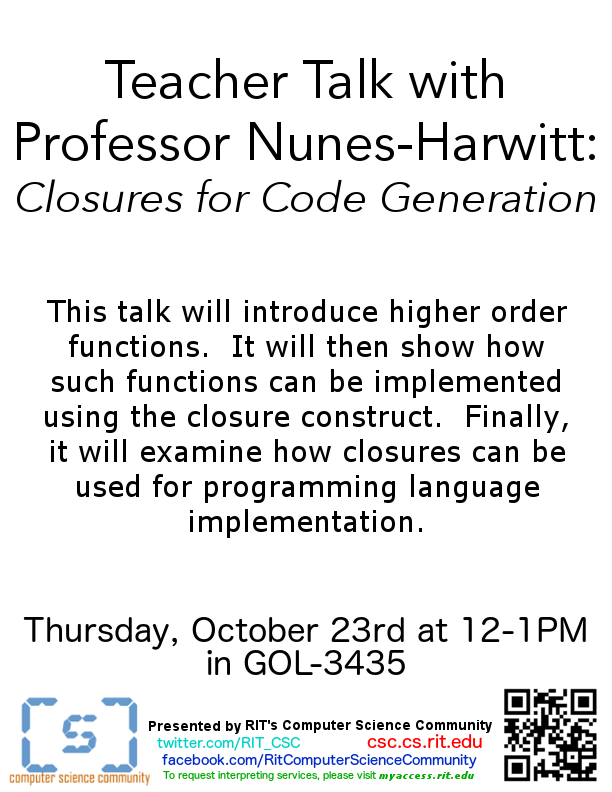 Teacher Talk with
Professor Nunes-Harwitt:
Closures for Code Generation
This talk will introduce higher order
functions.  It will then show how
such functions can be implemented
using the closure construct.  Finally,
it will examine how closures can be
used for programming language
implementation.
Thursday, October 23rd at 12-1PM
in GOL-3435
[s]
computer science community
Presented by RIT's Computer Science Community
twitter.com/RIT_CSC csc.cs.rit.edu
facebook.com/RitComputerScienceCommunity
To request interpreting services, please visit myaccess.rit.edu